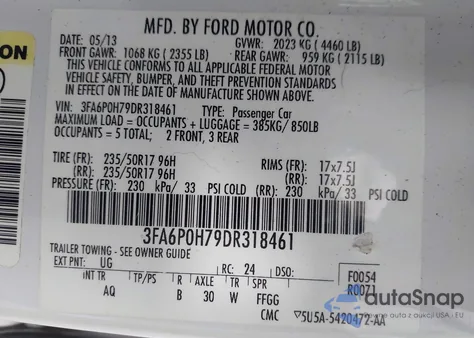 MFD. BY FORD MOTOR CO.
DATE: 05/13 GVWR: 2023 KG ( 4460 LB)
FRONT GAWR: 1068 KG ( 2355 LB) REAR GAWR: 959 KG ( 2115 LB)
THIS VEHICLE CONFORMS TO ALL APPLICABLE FEDERAL MOTOR
VEHICLE SAFETY, BUMPER, AND THEFT PREVENTION STANDARDS
IN EFFECT ON THE DATE OF MANUFACTURE SHOWN ABOVE.
VIN: 3FA6P0H79DR318461 TYPE: Passenger Car
MAXIMUM LOAD = OCCUPANTS + LUGGAGE = 385KG/ 850LB
OCCUPANTS = 5 TOTAL; 2 FRONT, 3 REAR
TIRE (FR): 235/50R17 96H RIMS (FR): 17x7.5J
(RR): 235/50R17 96H (RR): 17x7.5J
PRESSURE (FR): 230 kPa/ 33 PSI COLD (RR): 230 kPa/ 33 PSI COLD
3FA6P0H79DR318461
TRAILER TOWING - SEE OWNER GUIDE
EXT PNT: UG RC: 24 DSO: F0054
INT TR TP/PS R AXLE TR SPR R0071
AQ B 30 W FFGG
CMC 5U5A-5420472-AA
ON
autoSnap
by Carfast